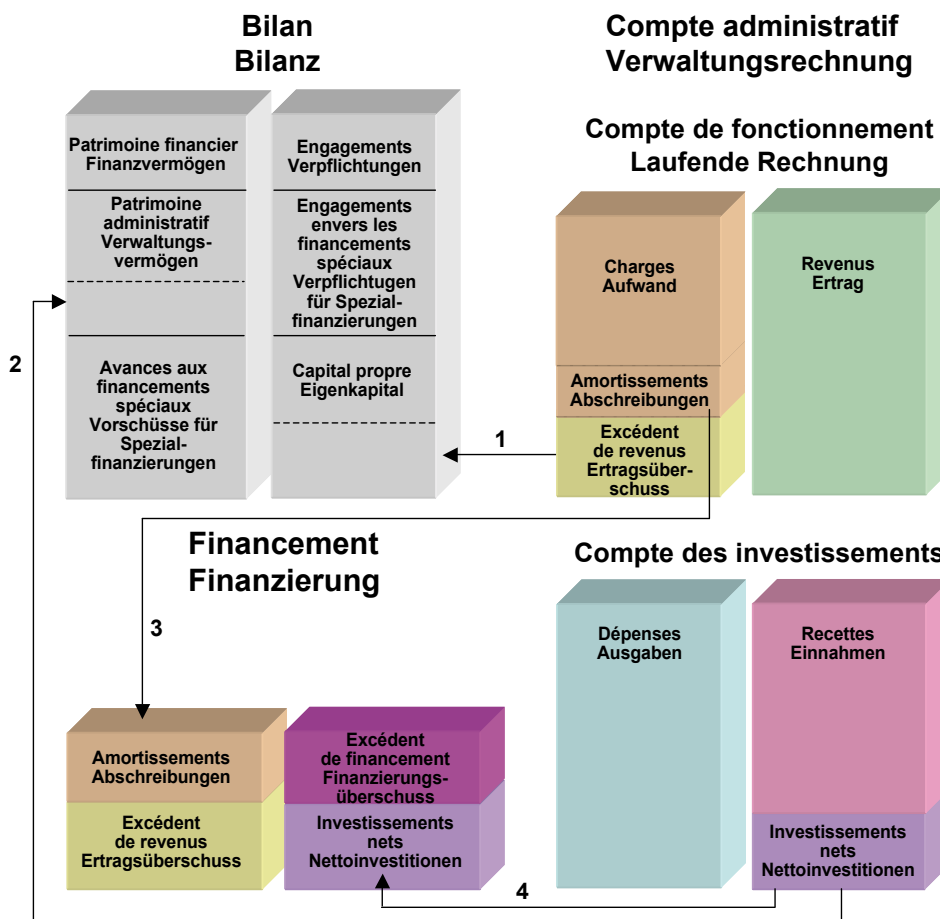 Bilan
Bilanz
Compte administratif
Verwaltungsrechnung
Compte de fonctionnement
Laufende Rechnung
Patrimoine financier
Finanzvermögen
Patrimoine
administratif
Verwaltungs-
vermögen
Avances aux
financements
spéciaux
Vorschüsse für
Spezial-
finanzierungen
Engagements
Verpflichtungen
Engagements
envers les
financements
spéciaux
Verpflichtugen
für Spezial-
finanzierungen
Capital propre
Eigenkapital
Charges
Aufwand
Amortissements
Abschreibungen
Excédent
de revenus
Ertragsüber-
schuss
Revenus
Ertrag
1
2
3
Financement
Finanzierung
Compte des investissements
Dépenses
Ausgaben
Recettes
Einnahmen
Investissements
nets
Nettoinvestitionen
Amortissements
Abschreibungen
Excédent
de revenus
Ertragsüberschuss
Excédent
de financement
Finanzierungs-
überschuss
Investissements
nets
Nettoinvestitionen
4